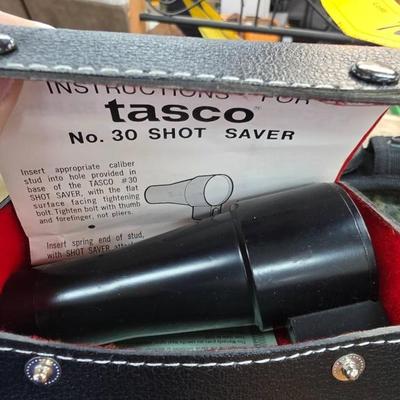 INSTRUCTIONS FOR
tasco
No. 30 SHOT SAVER
Insert appropriate caliber
stud into hole provided in
base of the TASCO #30
SHOT SAVER, with the flat
surface facing tightening
bolt. Tighten bolt with thumb
and forefinger, not pliers.
Insert spring end of stud,
with SHOT SAVER